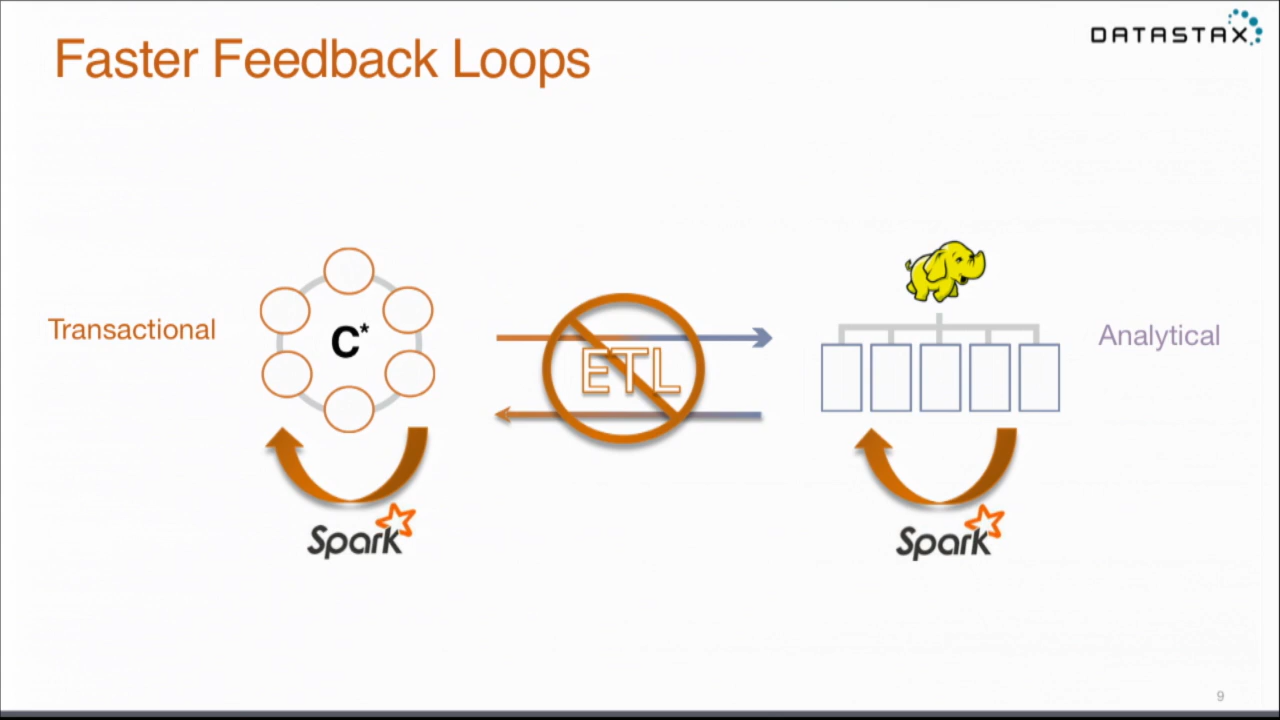 DATASTAX
Faster Feedback Loops
Transactional
C*
ETL
Analytical
Spark
Spark
9